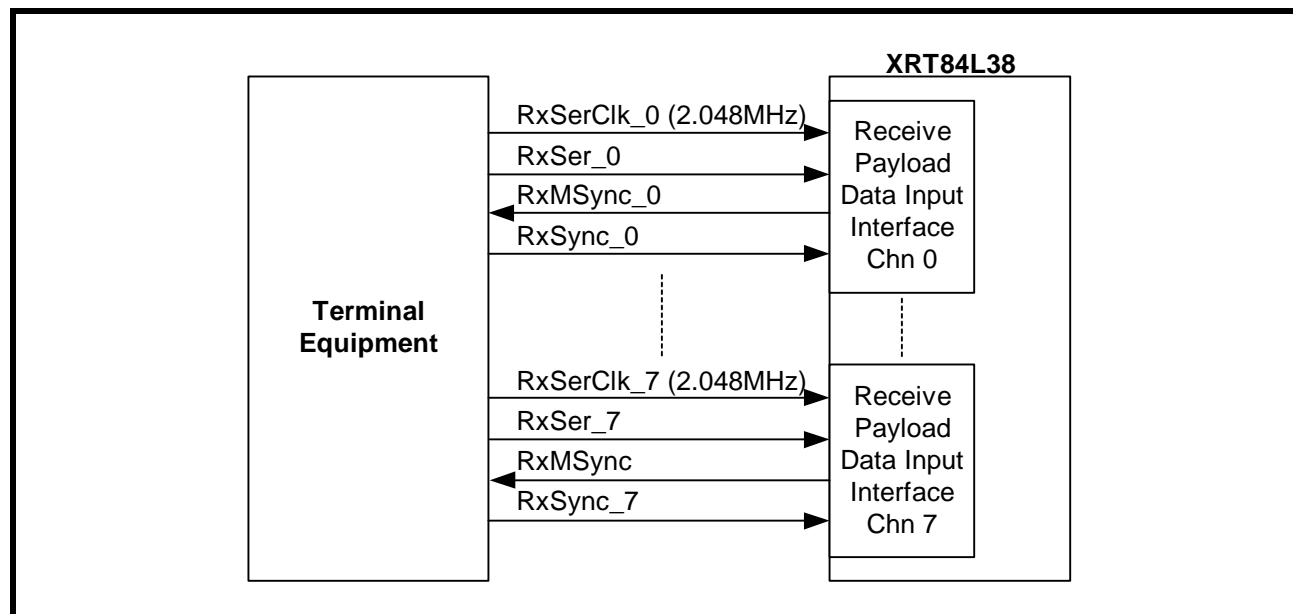 XRT84L38
RxSerClk_0 (2.048MHz)
RxSer_0
RxMSync_0
RxSync_0
Receive
Payload
Data Input
Interface
Chn 0
Terminal
Equipment
RxSerClk_7 (2.048MHz)
RxSer_7
RxMSync
RxSync_7
Receive
Payload
Data Input
Interface
Chn 7